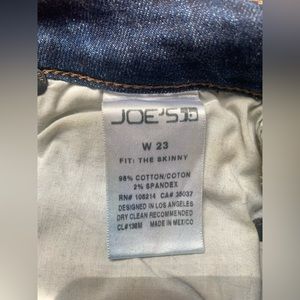 JOE'S
W 23
FIT: THE SKINNY
98% COTTON/COTON
2% SPANDEX
RN# 108214 CA# 35037
DESIGNED IN LOS ANGELES
DRY CLEAN RECOMMENDED
CL#136M MADE IN MEXICO